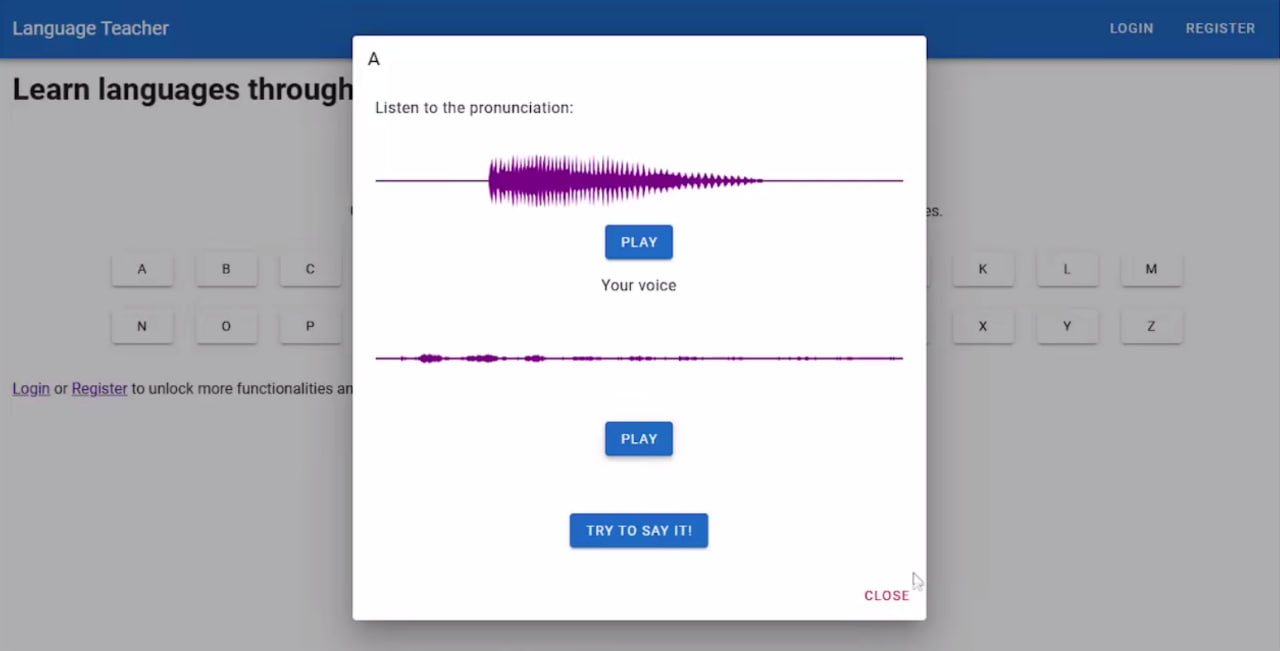 Language Teacher
LOGIN
REGISTER
A
Learn languages through
Listen to the pronunciation:
es.
PLAY
Your voice
A
B
C
K
L
M
N
O
P
X
Y
Z
Login or Register to unlock more functionalities an
PLAY
TRY TO SAY IT!
CLOSE